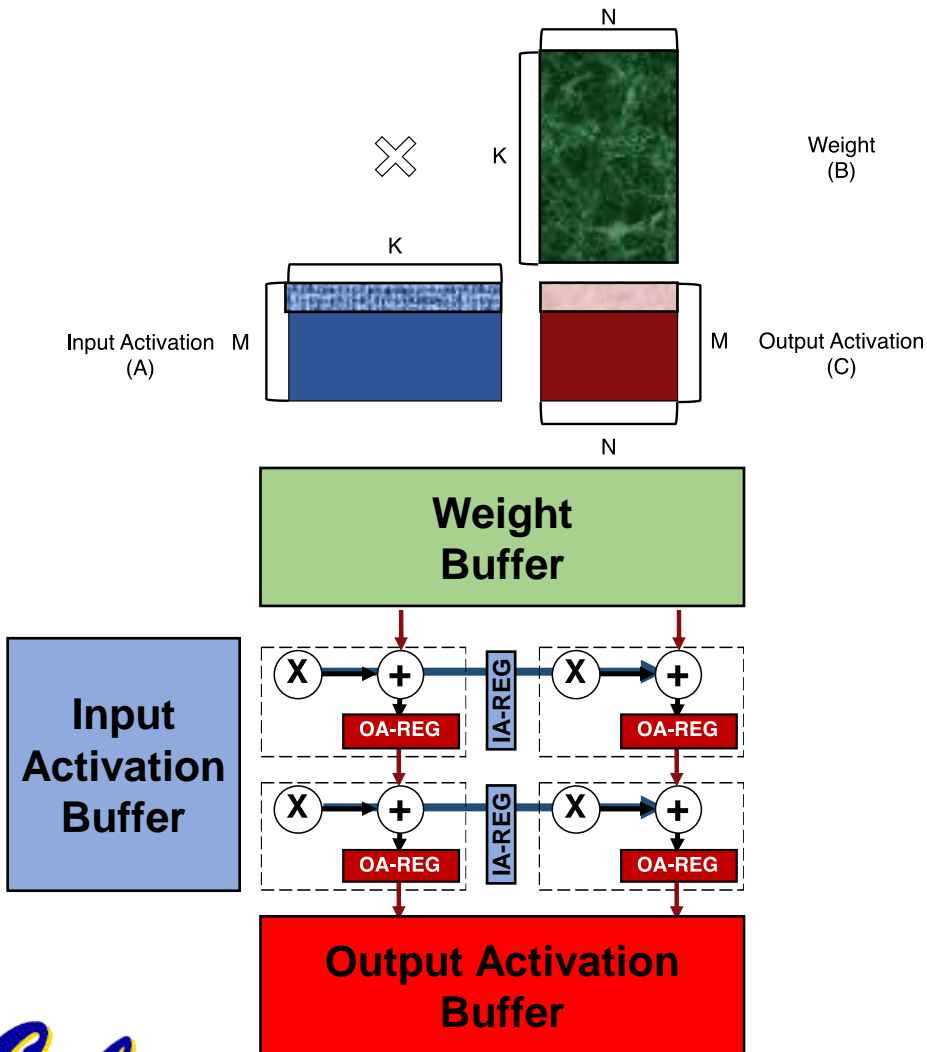 N
K
Weight
(B)
K
Input Activation
(A)
M
M
Output Activation
(C)
N
Weight
Buffer
Input
Activation
Buffer
X
+
IA-REG
X
+
OA-REG
OA-REG
X
+
IA-REG
X
+
OA-REG
OA-REG
Output Activation
Buffer